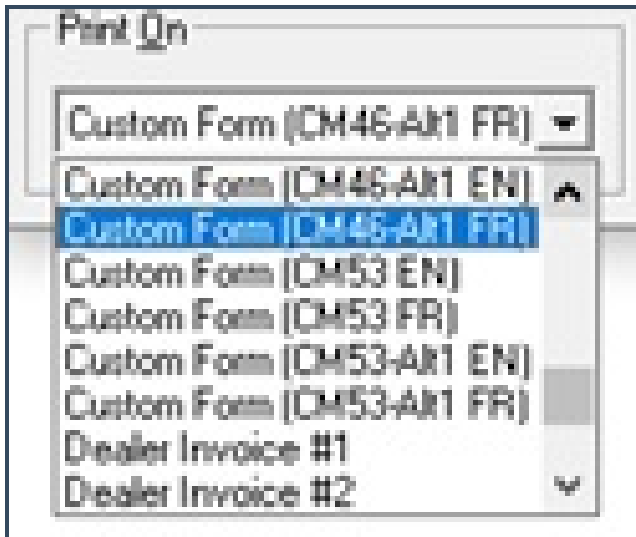 Print On
Custom Form (CM46-Alt1 FR)
Custom Form (CM46-Alt1 EN)
Custom Form (CM46-Alt1 FR)
Custom Form (CM53 EN)
Custom Form (CM53 FR)
Custom Form (CM53-Alt1 EN)
Custom Form (CM53-Alt1 FR)
Dealer Invoice #1
Dealer Invoice #2